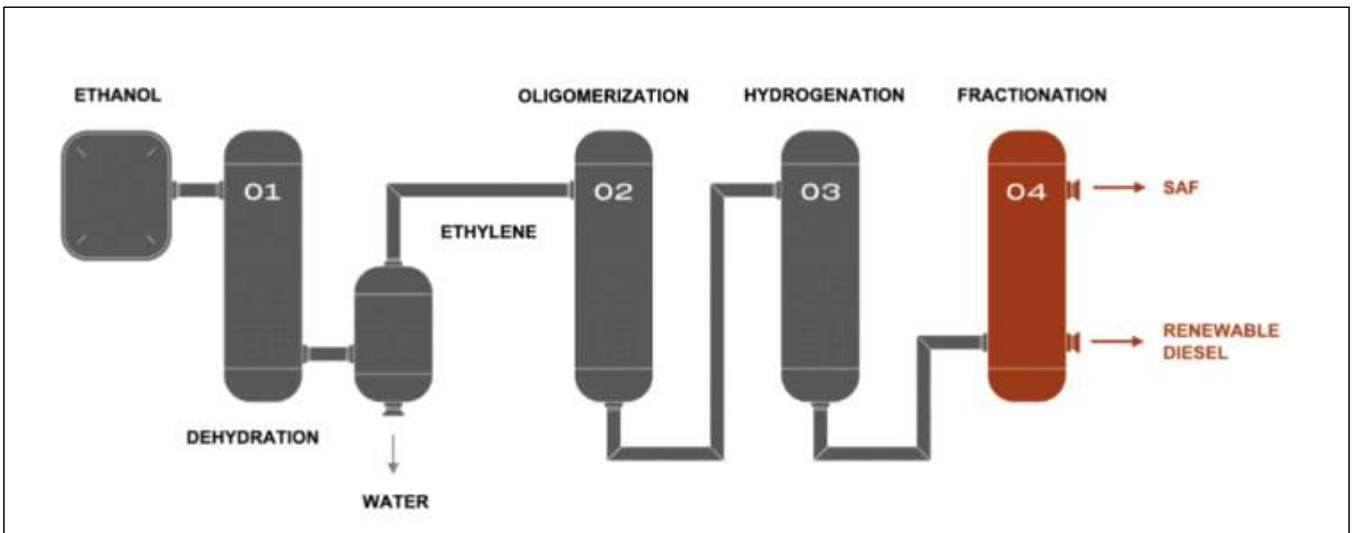 ETHANOL
OLIGOMERIZATION
HYDROGENATION
FRACTIONATION
01
02
03
04
SAF
ETHYLENE
RENEWABLE
DIESEL
DEHYDRATION
WATER